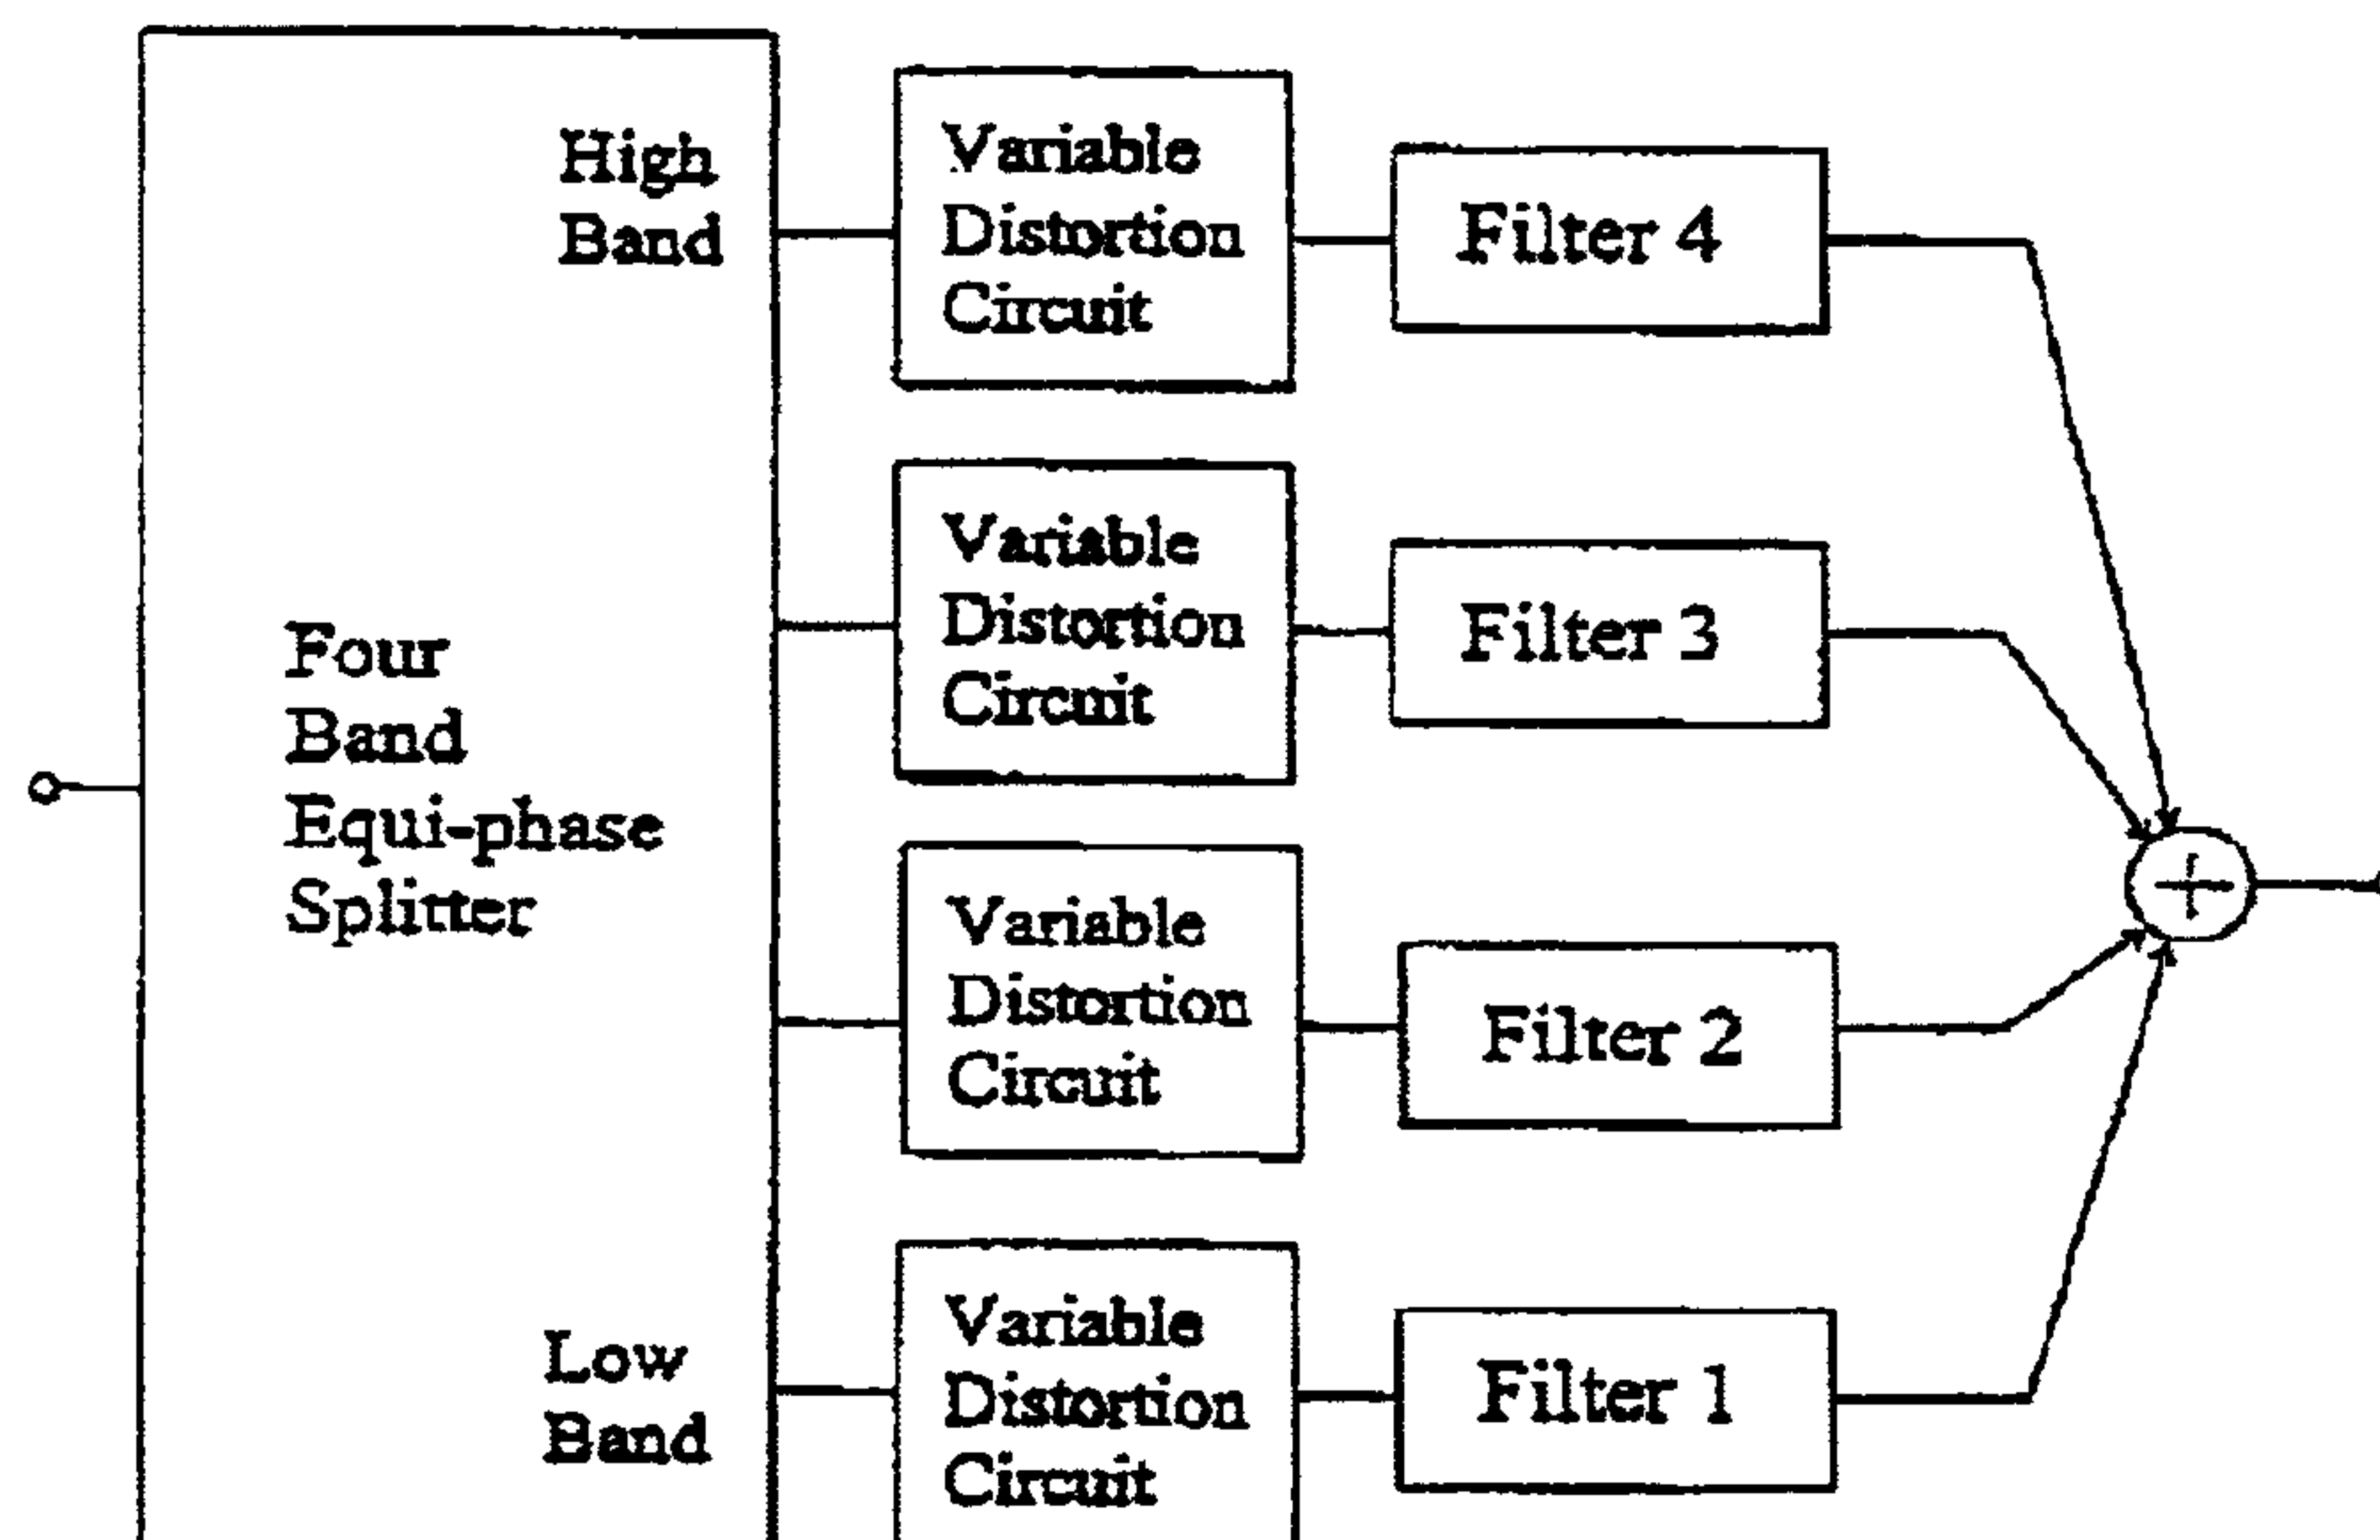 High
Band
Variable
Distortion
Circuit
Filter 4
Four
Band
Equi-phase
Splitter
Variable
Distortion
Circuit
Filter 3
Variable
Distortion
Circuit
Filter 2
Low
Band
Variable
Distortion
Circuit
Filter 1